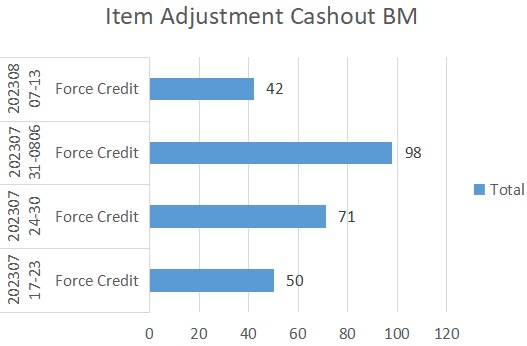 Item Adjustment Cashout BM
202308
07-13
Force Credit
42
202307
31-0806
Force Credit
98
202307
24-30
Force Credit
71
202307
17-23
Force Credit
50
Total
0 20 40 60 80 100 120